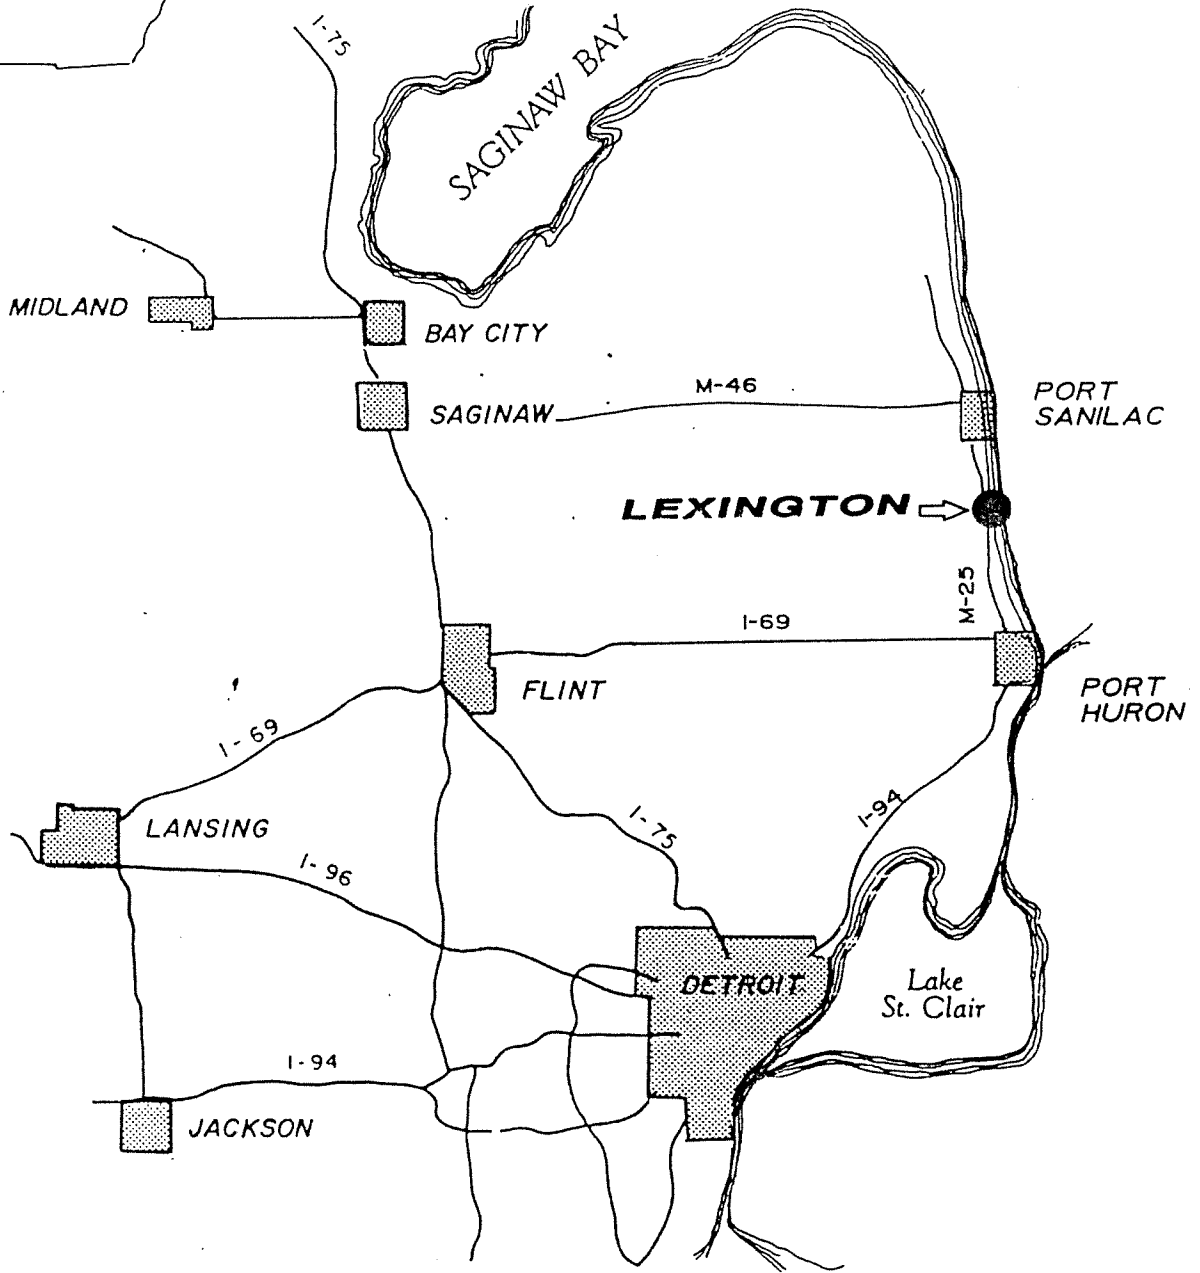 I-75
SAGINAW BAY
MIDLAND
BAY CITY
SAGINAW
M-46
PORT
SANILAC
LEXINGTON
M-25
I-69
FLINT
PORT
HURON
I-69
LANSING
I-75
I-94
I-96
DETROIT
Lake
St. Clair
I-94
JACKSON